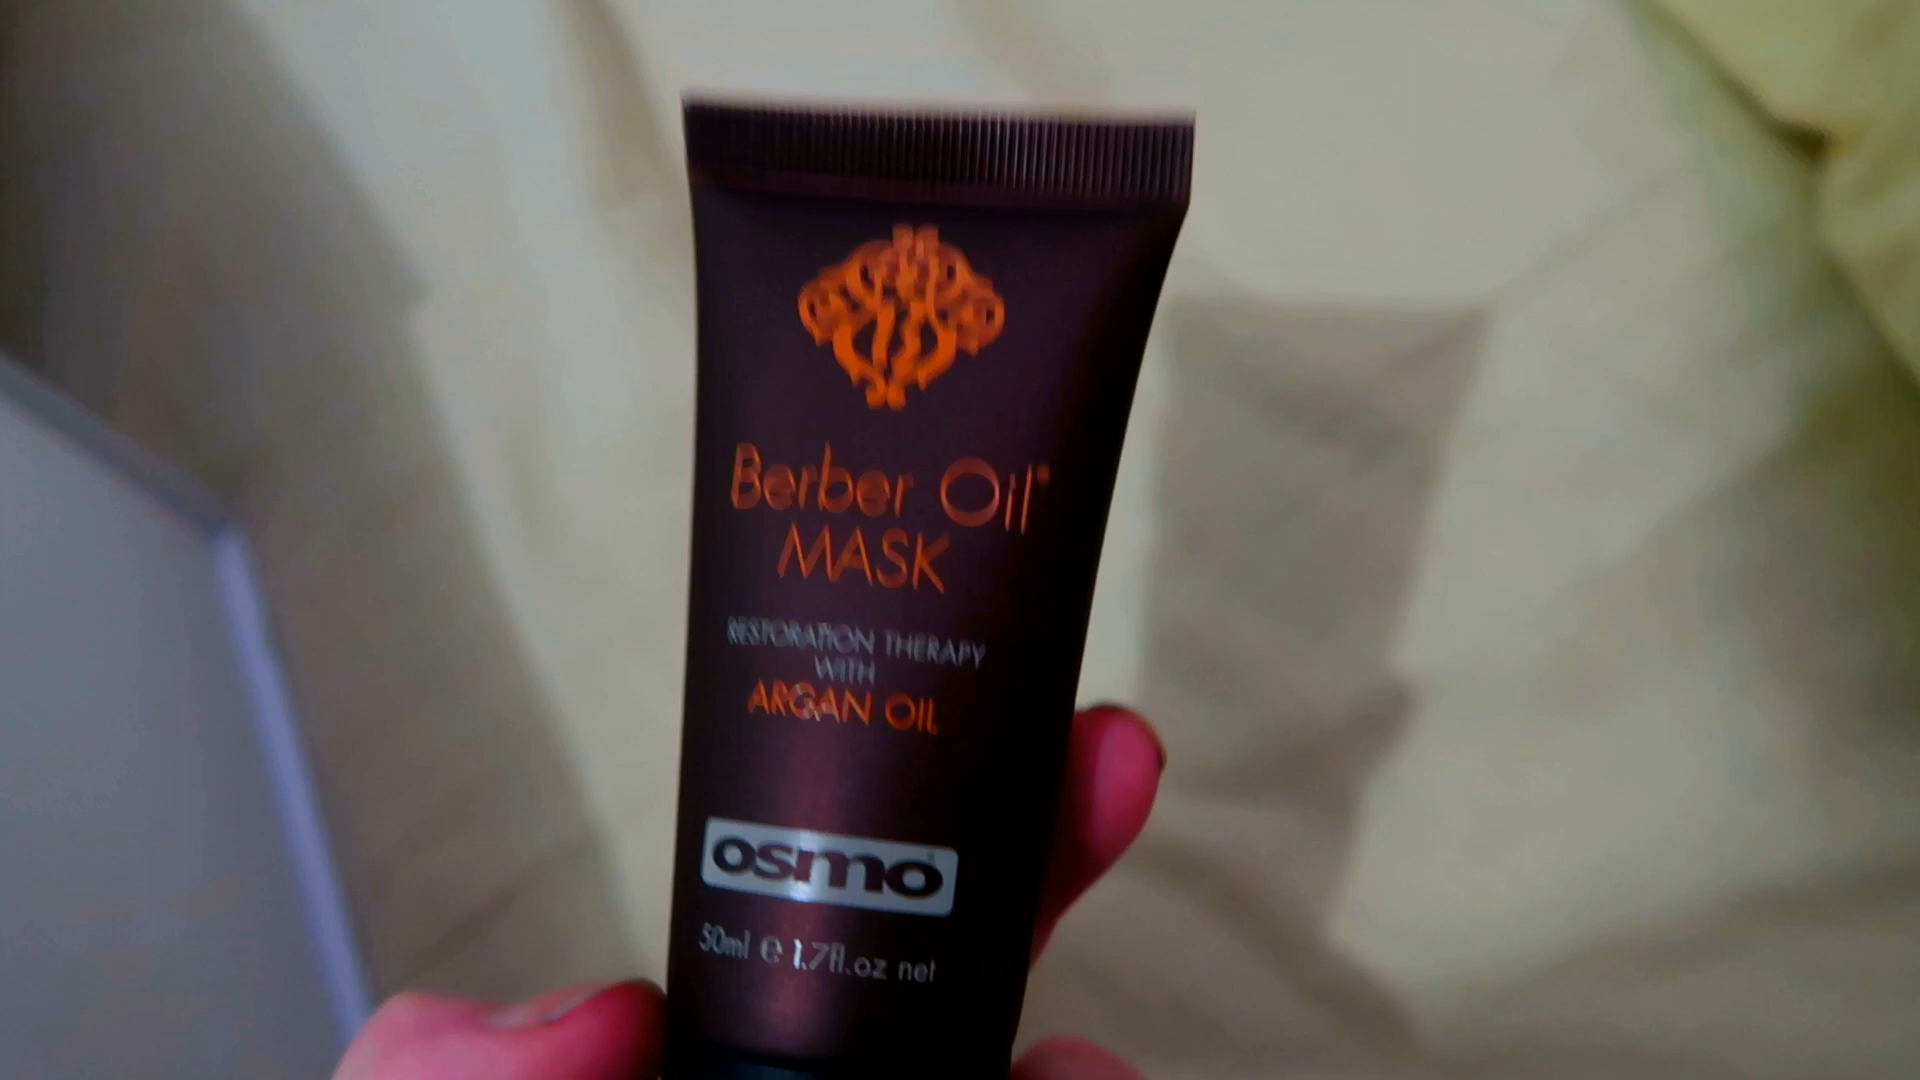 Berber Oil®
MASK
RESTORATION THERAPY
WITH
ARGAN OIL
osmo®
50ml ℮ 1.7fl.oz net